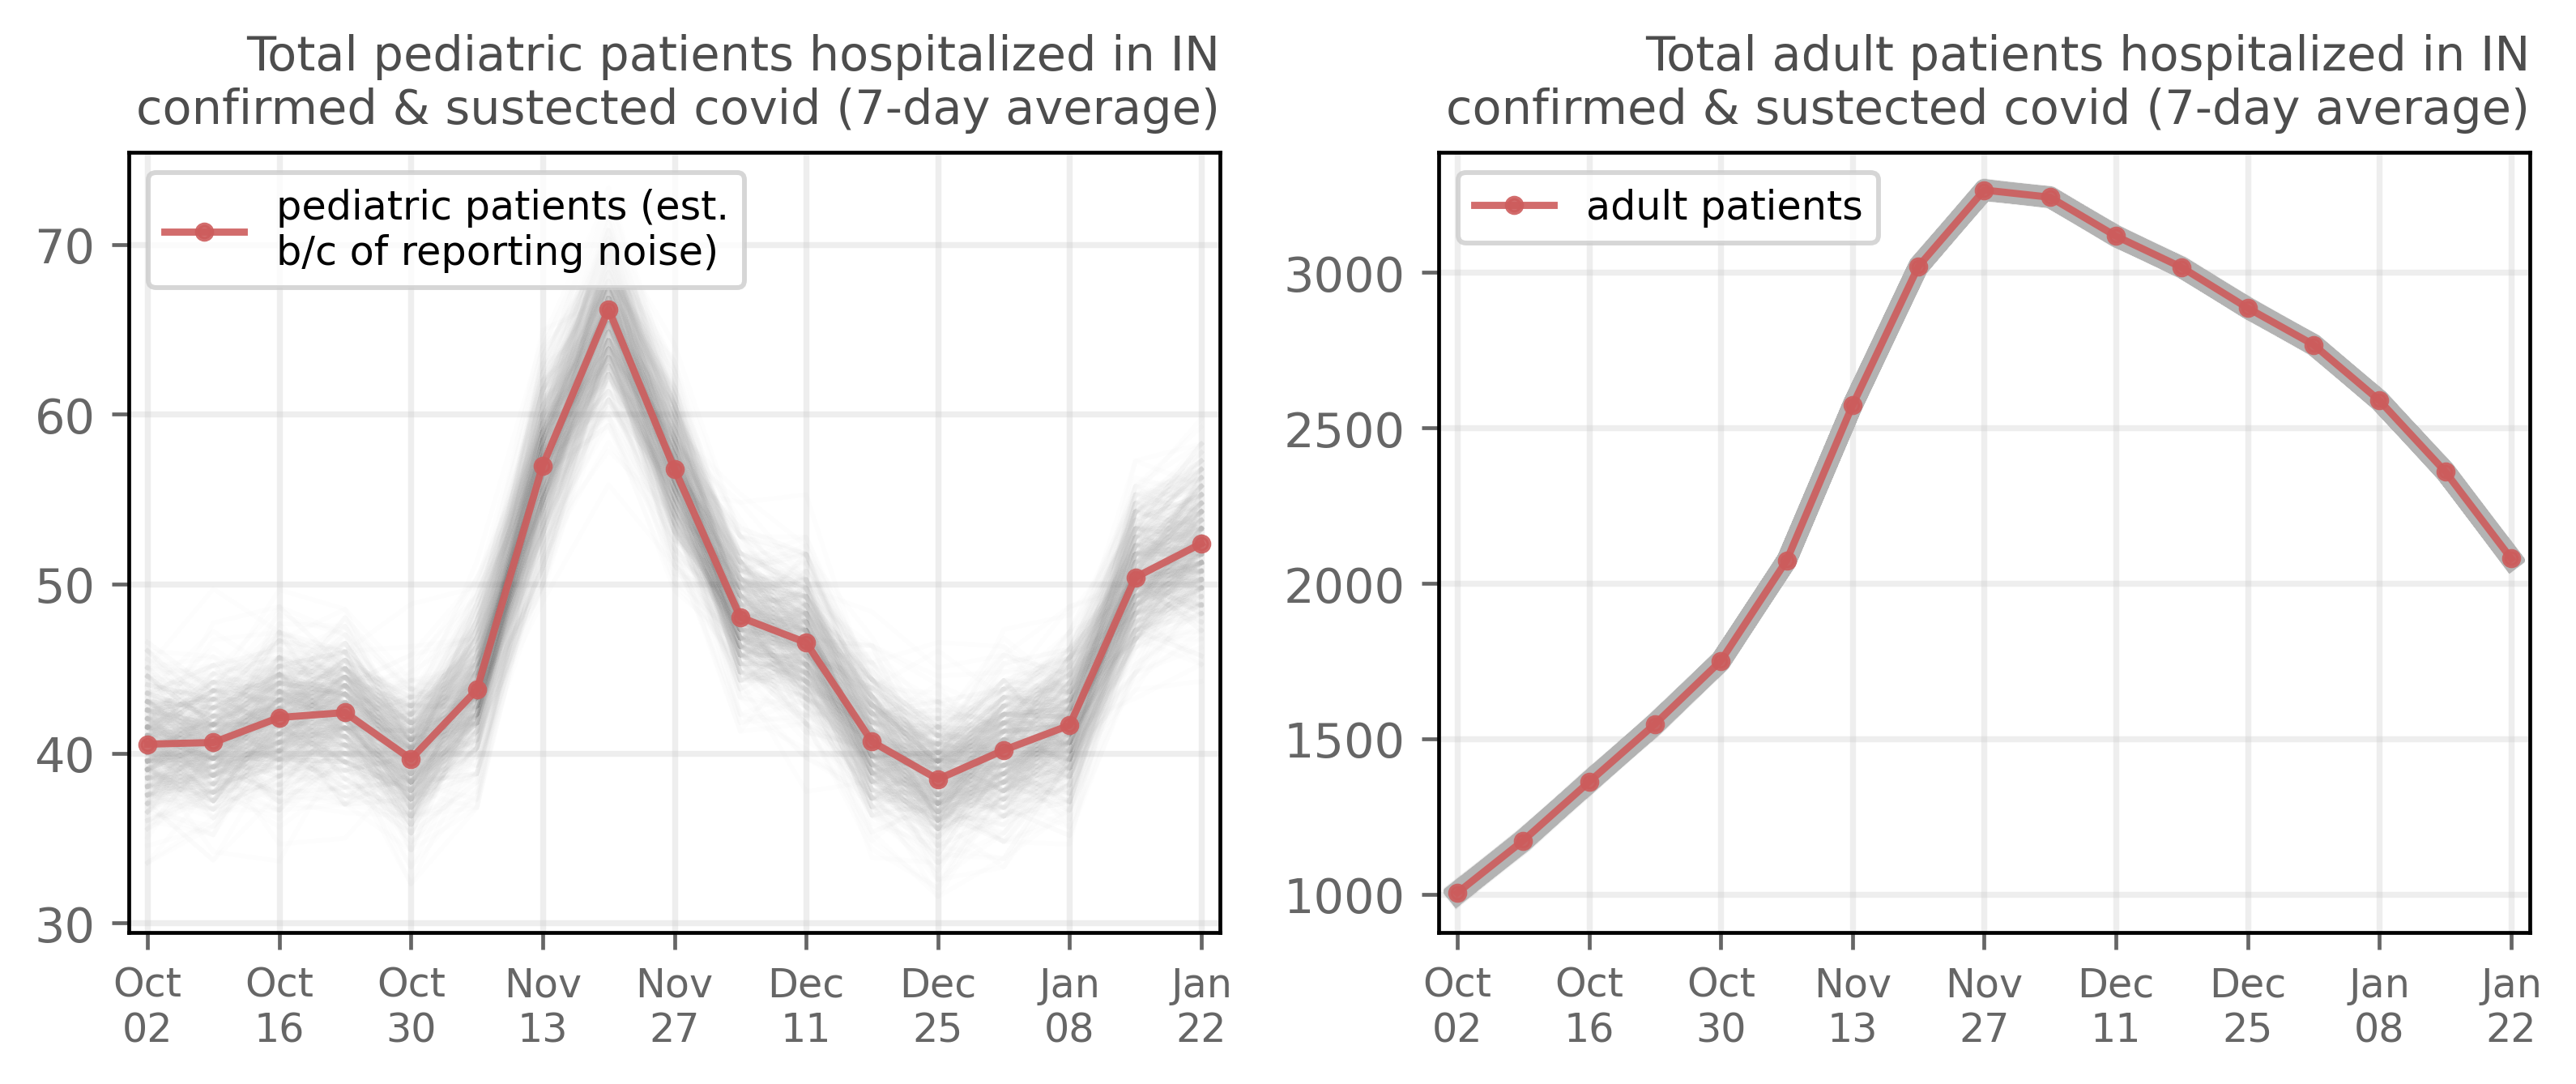 Total pediatric patients hospitalized in IN
confirmed & sustected covid (7-day average)
pediatric patients (est.
b/c of reporting noise)
70
60
50
40
30
Oct Oct Oct Nov Nov Dec Dec Jan Jan
02 16 30 13 27 11 25 08 22
Total adult patients hospitalized in IN
confirmed & sustected covid (7-day average)
adult patients
3000
2500
2000
1500
1000
Oct Oct Oct Nov Nov Dec Dec Jan Jan
02 16 30 13 27 11 25 08 22